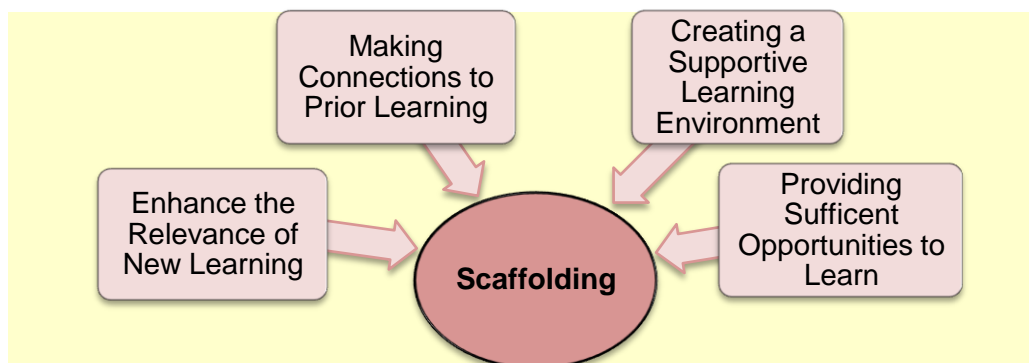 Making
Connections to
Prior Learning
Creating a
Supportive
Learning
Environment
Enhance the
Relevance of
New Learning
Providing
Sufficent
Opportunities to
Learn
Scaffolding